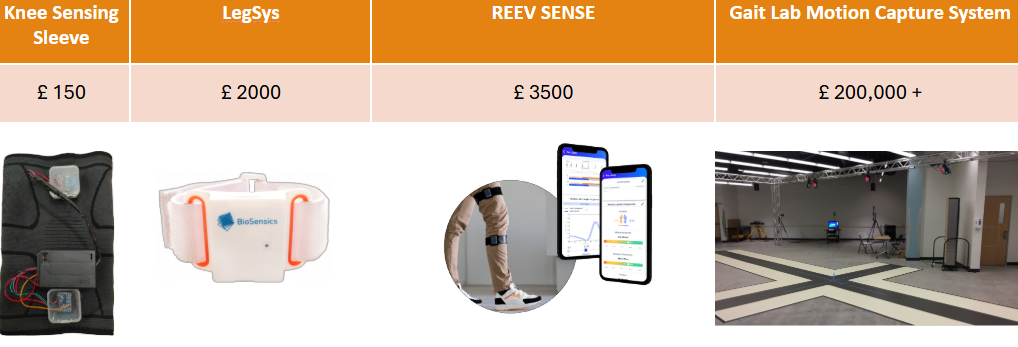 Knee Sensing
Sleeve
LegSys
REEV SENSE
Gait Lab Motion Capture System
£ 150
£ 2000
£ 3500
£ 200,000 +
BioSensics